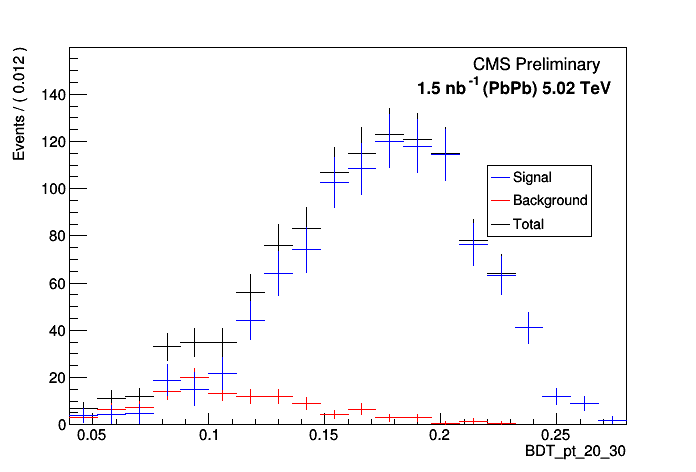 CMS Preliminary
1.5 nb⁻¹ (PbPb) 5.02 TeV
Events / ( 0.012 )
140
120
100
80
60
40
20
0
Signal
Background
Total
0.05 0.1 0.15 0.2 0.25
BDT_pt_20_30